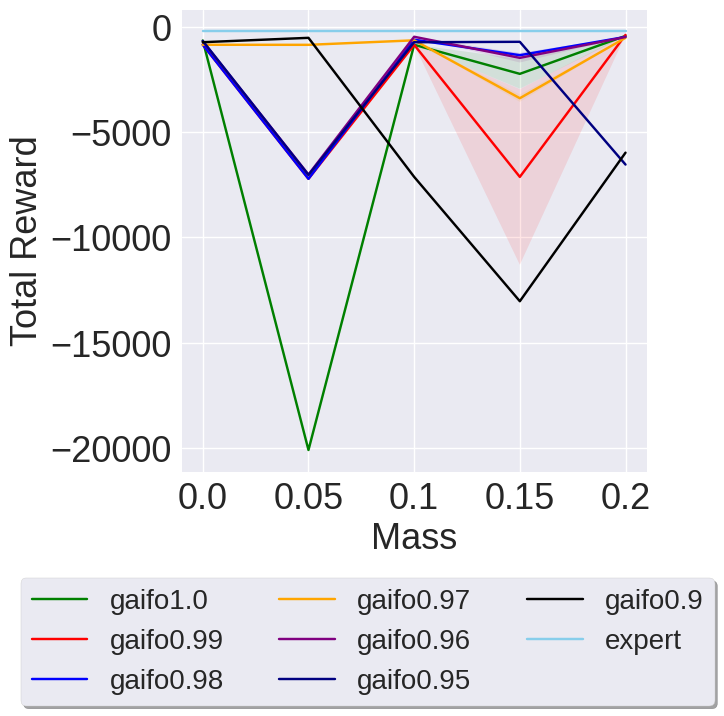 0
−5000
−10000
−15000
−20000
Total Reward
0.0 0.05 0.1 0.15 0.2
Mass
gaifo1.0 gaifo0.97 gaifo0.9
gaifo0.99 gaifo0.96 expert
gaifo0.98 gaifo0.95